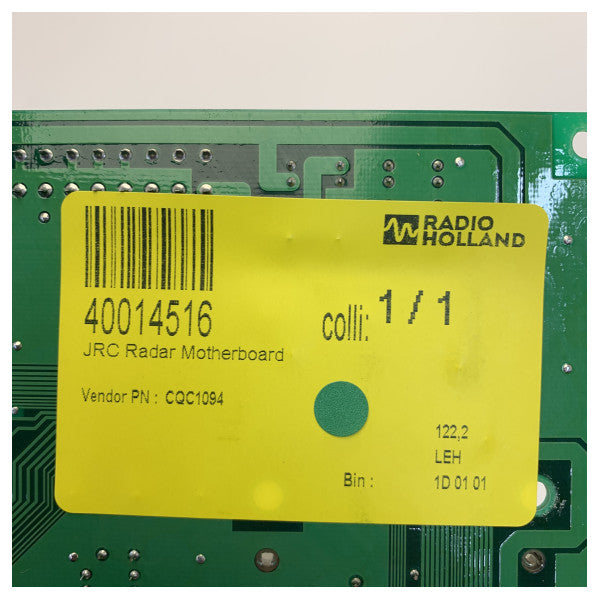 RADIO
HOLLAND
40014516
colli: 1 / 1
JRC Radar Motherboard
Vendor PN : CQC1094
122,2
LEH
Bin : 1D 01 01